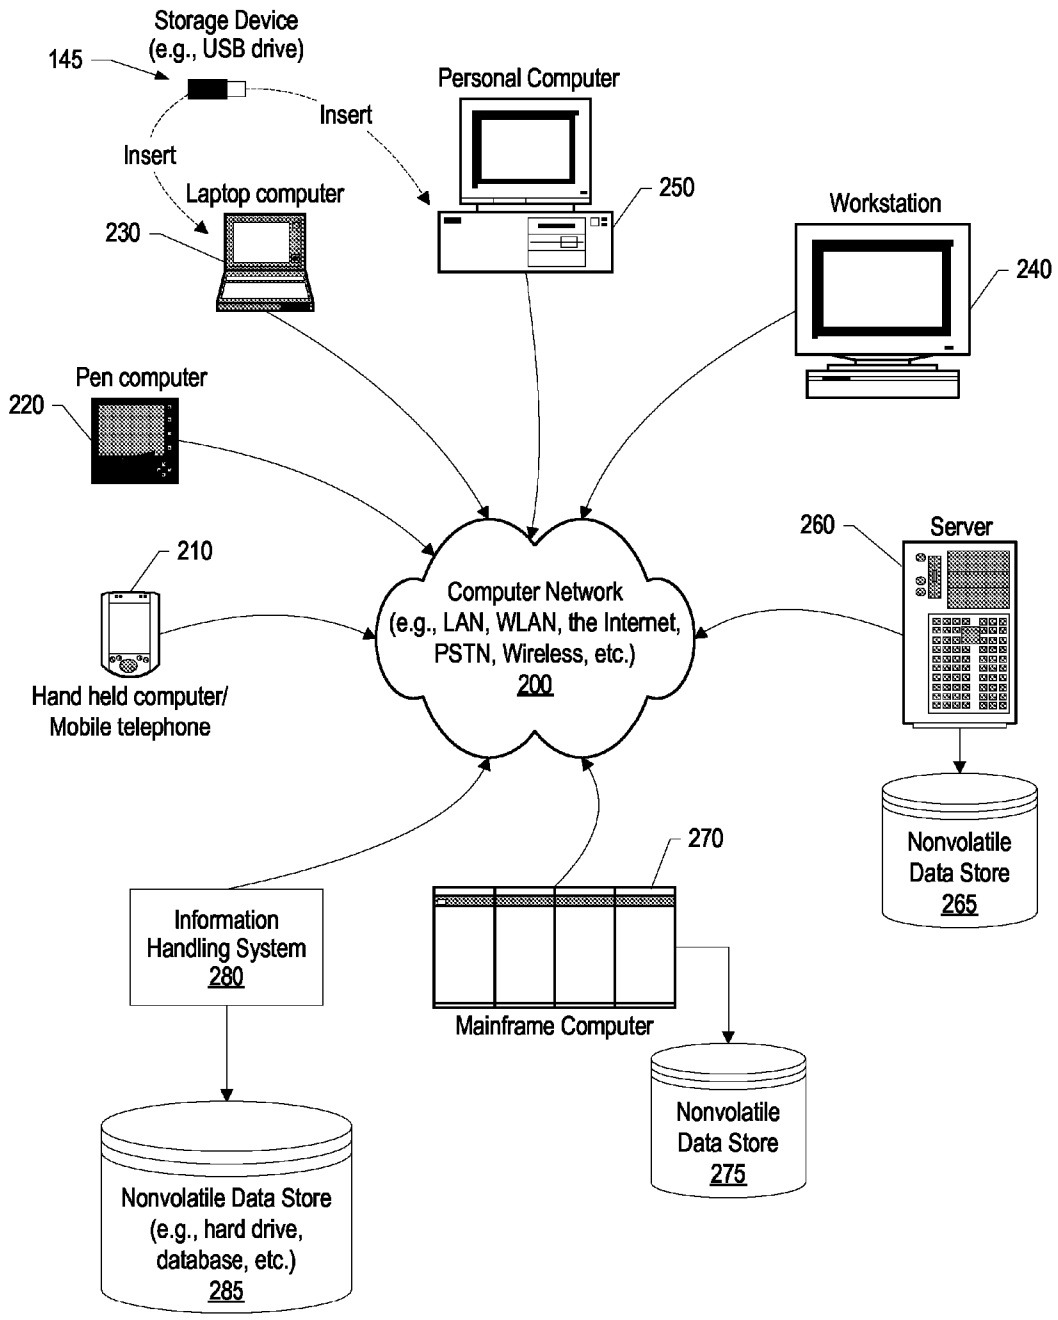 Storage Device
(e.g., USB drive)
145
Personal Computer
Insert
Insert
Laptop computer
250
Workstation
230
240
Pen computer
220
260
Server
210
Computer Network
(e.g., LAN, WLAN, the Internet,
PSTN, Wireless, etc.)
200
Hand held computer/
Mobile telephone
270
Nonvolatile
Data Store
265
Information
Handling System
280
Mainframe Computer
Nonvolatile
Data Store
275
Nonvolatile Data Store
(e.g., hard drive,
database, etc.)
285